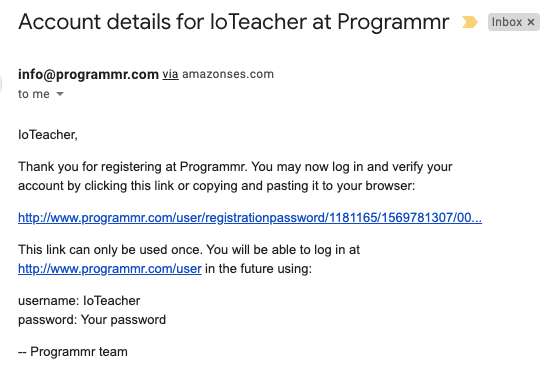 Account details for IoTeacher at Programmr Inbox ×
info@programmr.com via amazonses.com
to me
IoTeacher,
Thank you for registering at Programmr. You may now log in and verify your
account by clicking this link or copying and pasting it to your browser:
http://www.programmr.com/user/registrationpassword/1181165/1569781307/00...
This link can only be used once. You will be able to log in at
http://www.programmr.com/user in the future using:
username: IoTeacher
password: Your password
-- Programmr team